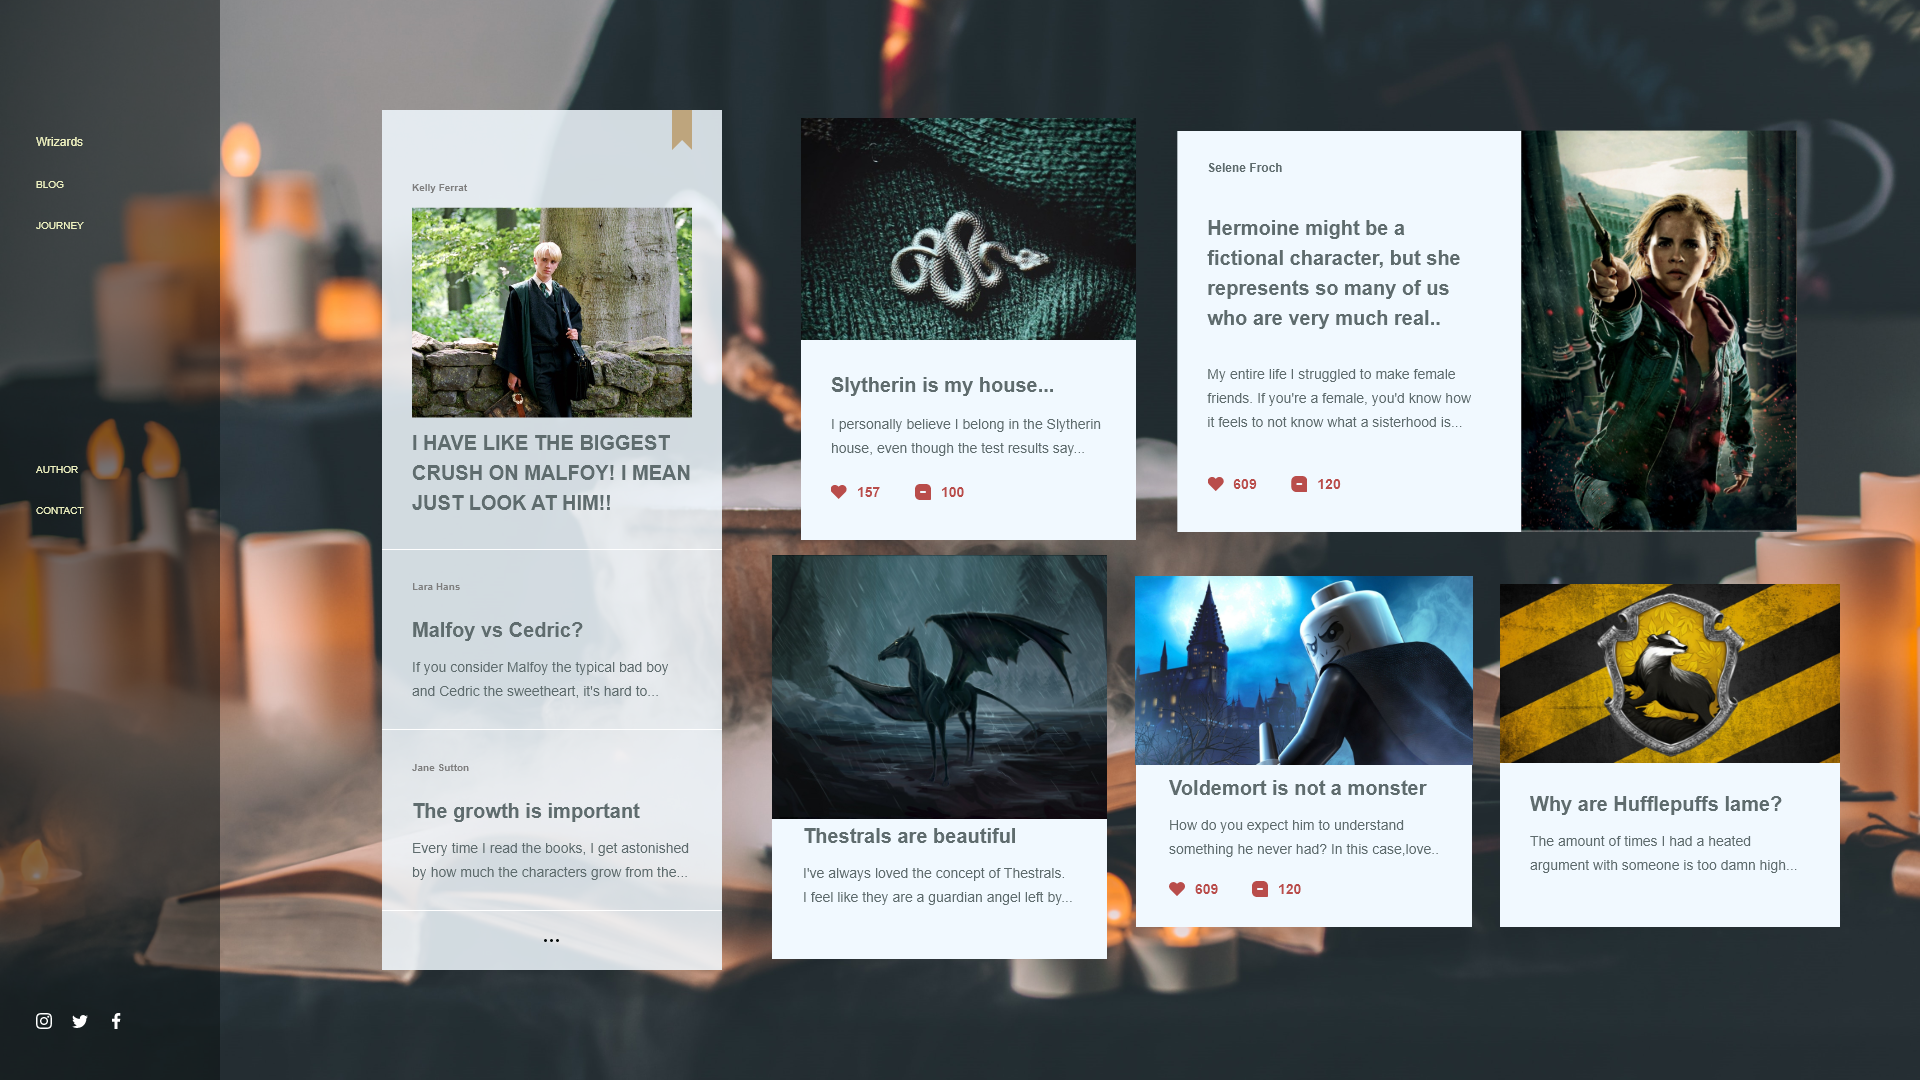 Wrizards
BLOG
JOURNEY
AUTHOR
CONTACT
Kelly Ferrat
I HAVE LIKE THE BIGGEST
CRUSH ON MALFOY! I MEAN
JUST LOOK AT HIM!!
Lara Hans
Malfoy vs Cedric?
If you consider Malfoy the typical bad boy
and Cedric the sweetheart, it's hard to...
Jane Sutton
The growth is important
Every time I read the books, I get astonished
by how much the characters grow from the...
...
Slytherin is my house...
I personally believe I belong in the Slytherin
house, even though the test results say...
157 100
Selene Froch
Hermoine might be a
fictional character, but she
represents so many of us
who are very much real..
My entire life I struggled to make female
friends. If you're a female, you'd know how
it feels to not know what a sisterhood is...
609 120
Thestrals are beautiful
I've always loved the concept of Thestrals.
I feel like they are a guardian angel left by...
Voldemort is not a monster
How do you expect him to understand
something he never had? In this case,love..
609 120
Why are Hufflepuffs lame?
The amount of times I had a heated
argument with someone is too damn high...